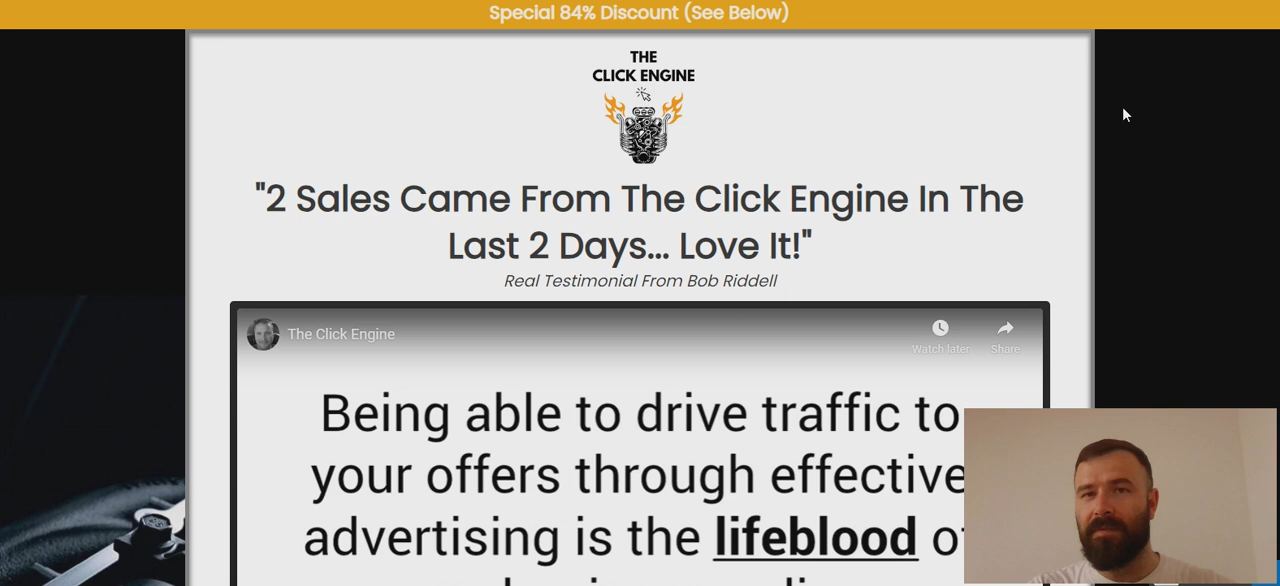 Special 84% Discount (See Below)
THE
CLICK ENGINE
"2 Sales Came From The Click Engine In The
Last 2 Days... Love It!"
Real Testimonial From Bob Riddell
The Click Engine
Watch later
Share
Being able to drive traffic to
your offers through effective
advertising is the lifeblood